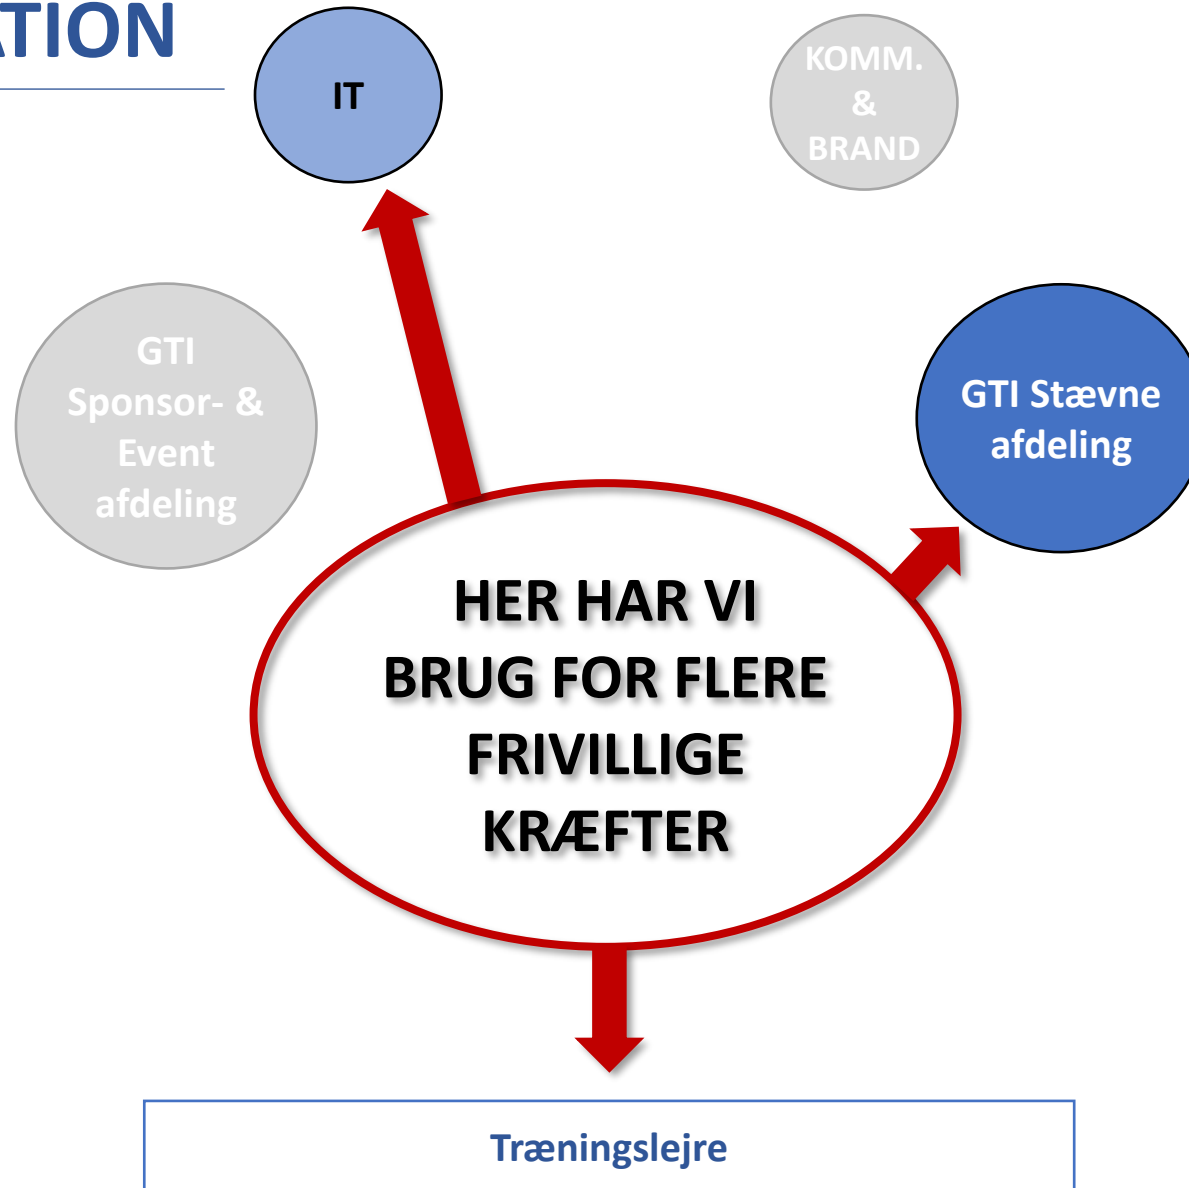 ATION
IT
KOMM.
&
BRAND
GTI
Sponsor- &
Event
afdeling
GTI Stævne
afdeling
HER HAR VI
BRUG FOR FLERE
FRIVILLIGE
KRÆFTER
Træningslejre